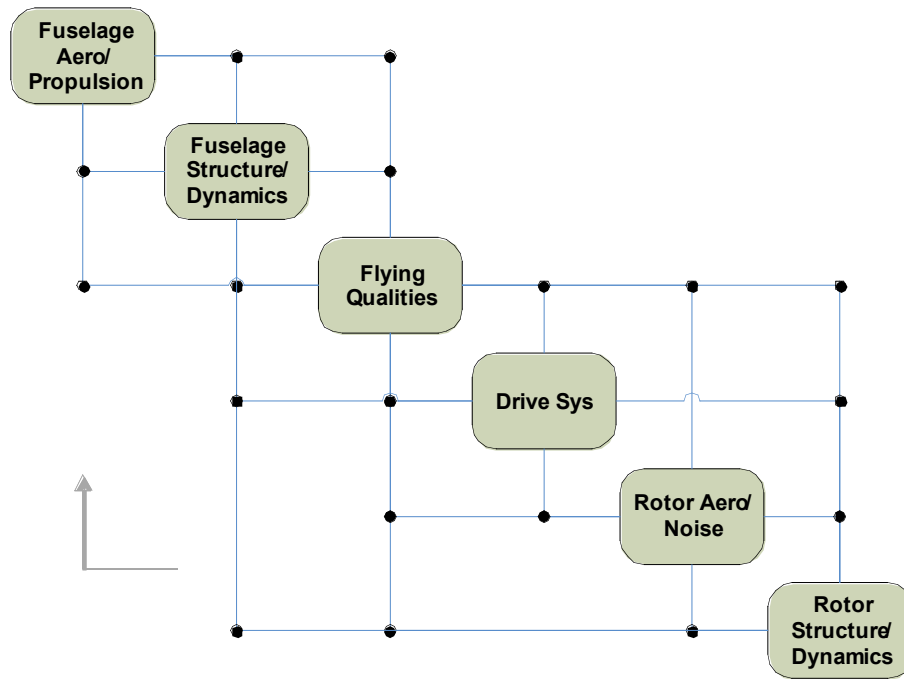 Fuselage
Aero/
Propulsion
Fuselage
Structure/
Dynamics
Flying
Qualities
Drive Sys
Rotor Aero/
Noise
Rotor
Structure/
Dynamics